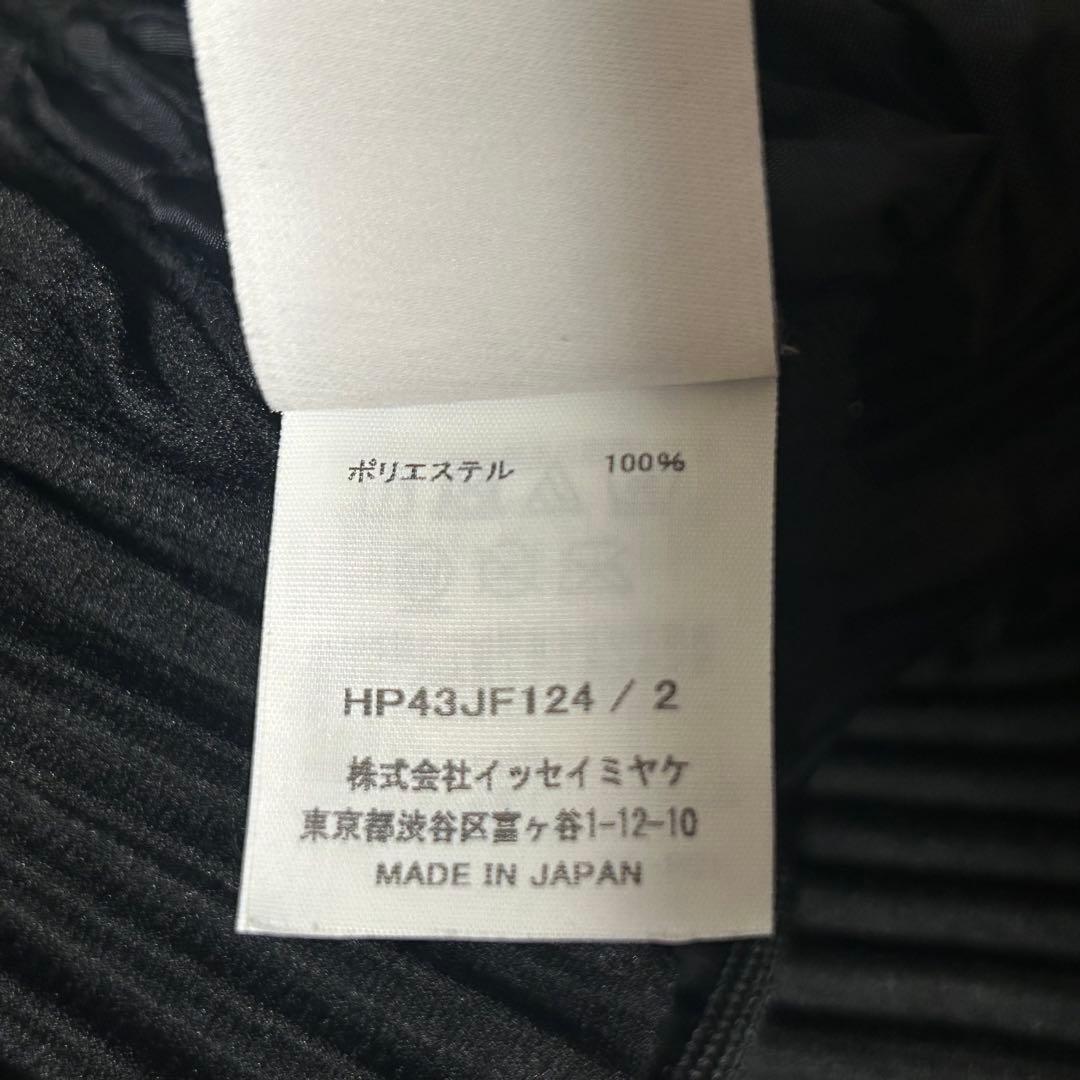 ポリエステル 100%
HP43JF124 / 2
株式会社イッセイミヤケ
東京都渋谷区富ヶ谷1-12-10
MADE IN JAPAN